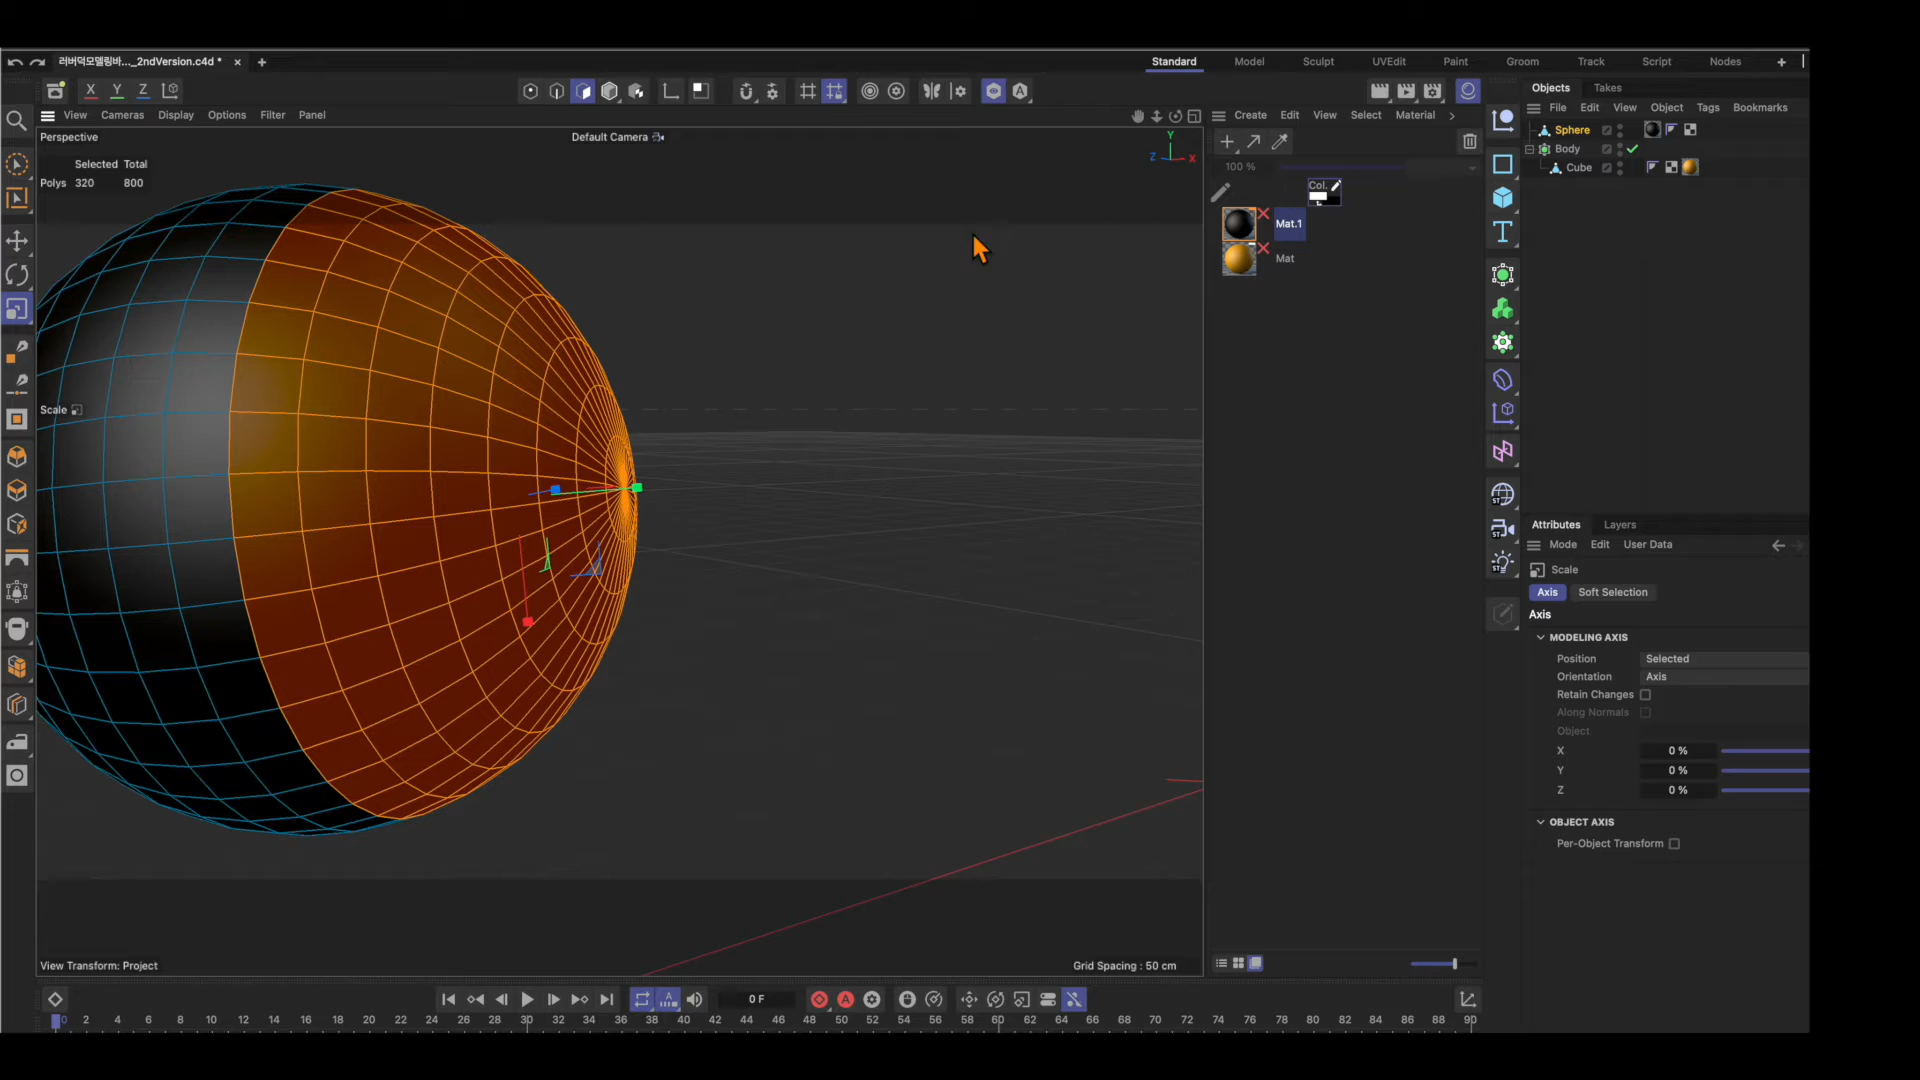 러버덕모델링바..._2ndVersion.c4d *
Standard
Model
Sculpt
UVEdit
Paint
Groom
Track
Script
Nodes
X
Y
Z
Objects
Takes
View
Cameras
Display
Options
Filter
Panel
Create
Edit
View
Select
Material
File
Edit
View
Object
Tags
Bookmarks
Perspective
Default Camera
Y
Z
X
Sphere
Body
Cube
Selected Total
Polys 320 800
100 %
Col.
Mat.1
Mat
Scale
Attributes
Layers
Mode
Edit
User Data
Scale
Axis
Soft Selection
Axis
MODELING AXIS
Position Selected
Orientation Axis
Retain Changes
Along Normals
Object
X 0 %
Y 0 %
Z 0 %
OBJECT AXIS
Per-Object Transform
ST
ST
ST
View Transform: Project
Grid Spacing : 50 cm
0 F
0 2 4 6 8 10 12 14 16 18 20 22 24 26 28 30 32 34 36 38 40 42 44 46 48 50 52 54 56 58 60 62 64 66 68 70 72 74 76 78 80 82 84 86 88 90